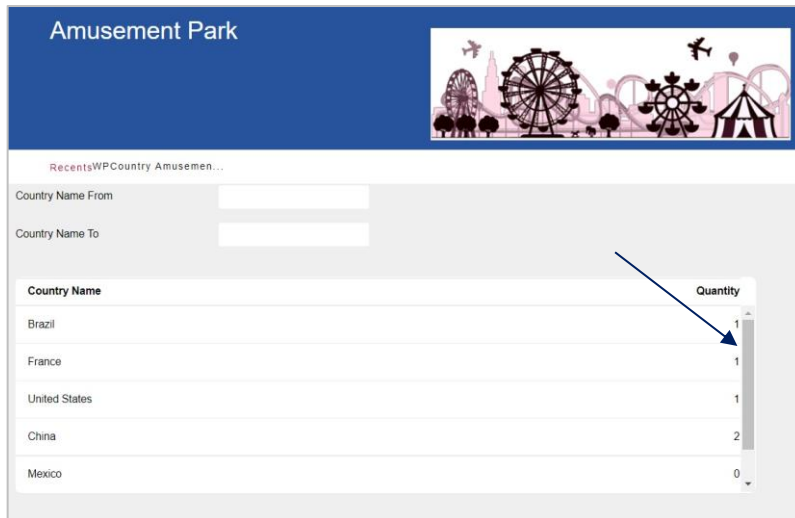 Amusement Park
RecentsWPCountry Amusemen...
Country Name From
Country Name To
Country Name Quantity
Brazil 1
France 1
United States 1
China 2
Mexico 0